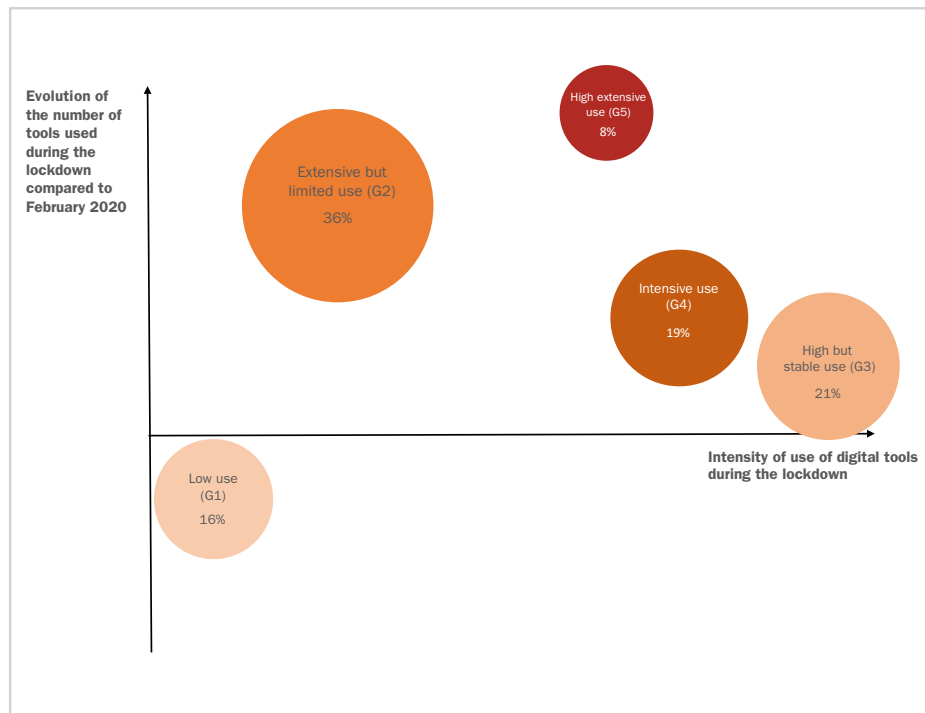 Evolution of
the number of
tools used
during the
lockdown
compared to
February 2020
High extensive
use (G5)
8%
Extensive but
limited use (G2)
36%
Intensive use
(G4)
19%
High but
stable use (G3)
21%
Intensity of use of digital tools
during the lockdown
Low use
(G1)
16%